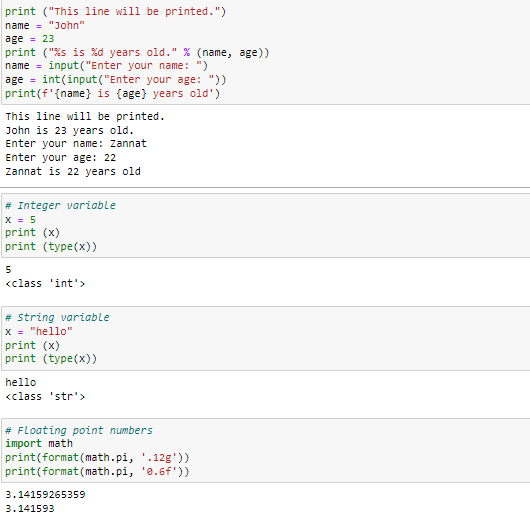 print ("This line will be printed.")
name = "John"
age = 23
print ("%s is %d years old." % (name, age))
name = input("Enter your name: ")
age = int(input("Enter your age: "))
print(f'{name} is {age} years old')
This line will be printed.
John is 23 years old.
Enter your name: Zannat
Enter your age: 22
Zannat is 22 years old
# Integer variable
x = 5
print (x)
print (type(x))
5
<class 'int'>
# String variable
x = "hello"
print (x)
print (type(x))
hello
<class 'str'>
# Floating point numbers
import math
print(format(math.pi, '.12g'))
print(format(math.pi, '0.6f'))
3.14159265359
3.141593